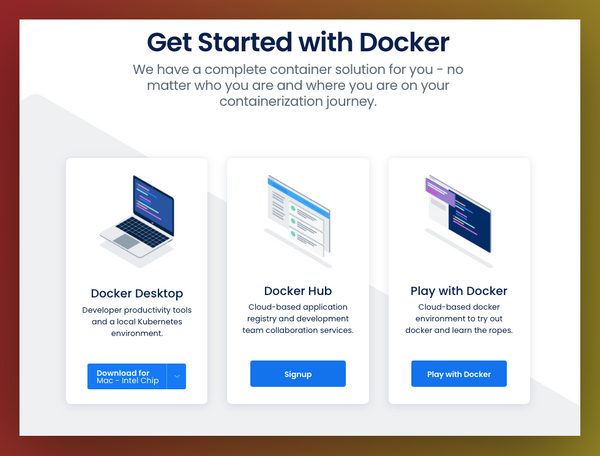 Get Started with Docker
We have a complete container solution for you - no
matter who you are and where you are on your
containerization journey.
Docker Desktop
Developer productivity tools
and a local Kubernetes
environment.
Download for
Mac - Intel Chip
Docker Hub
Cloud-based application
registry and development
team collaboration services.
Signup
Play with Docker
Cloud-based docker
environment to try out
docker and learn the ropes.
Play with Docker